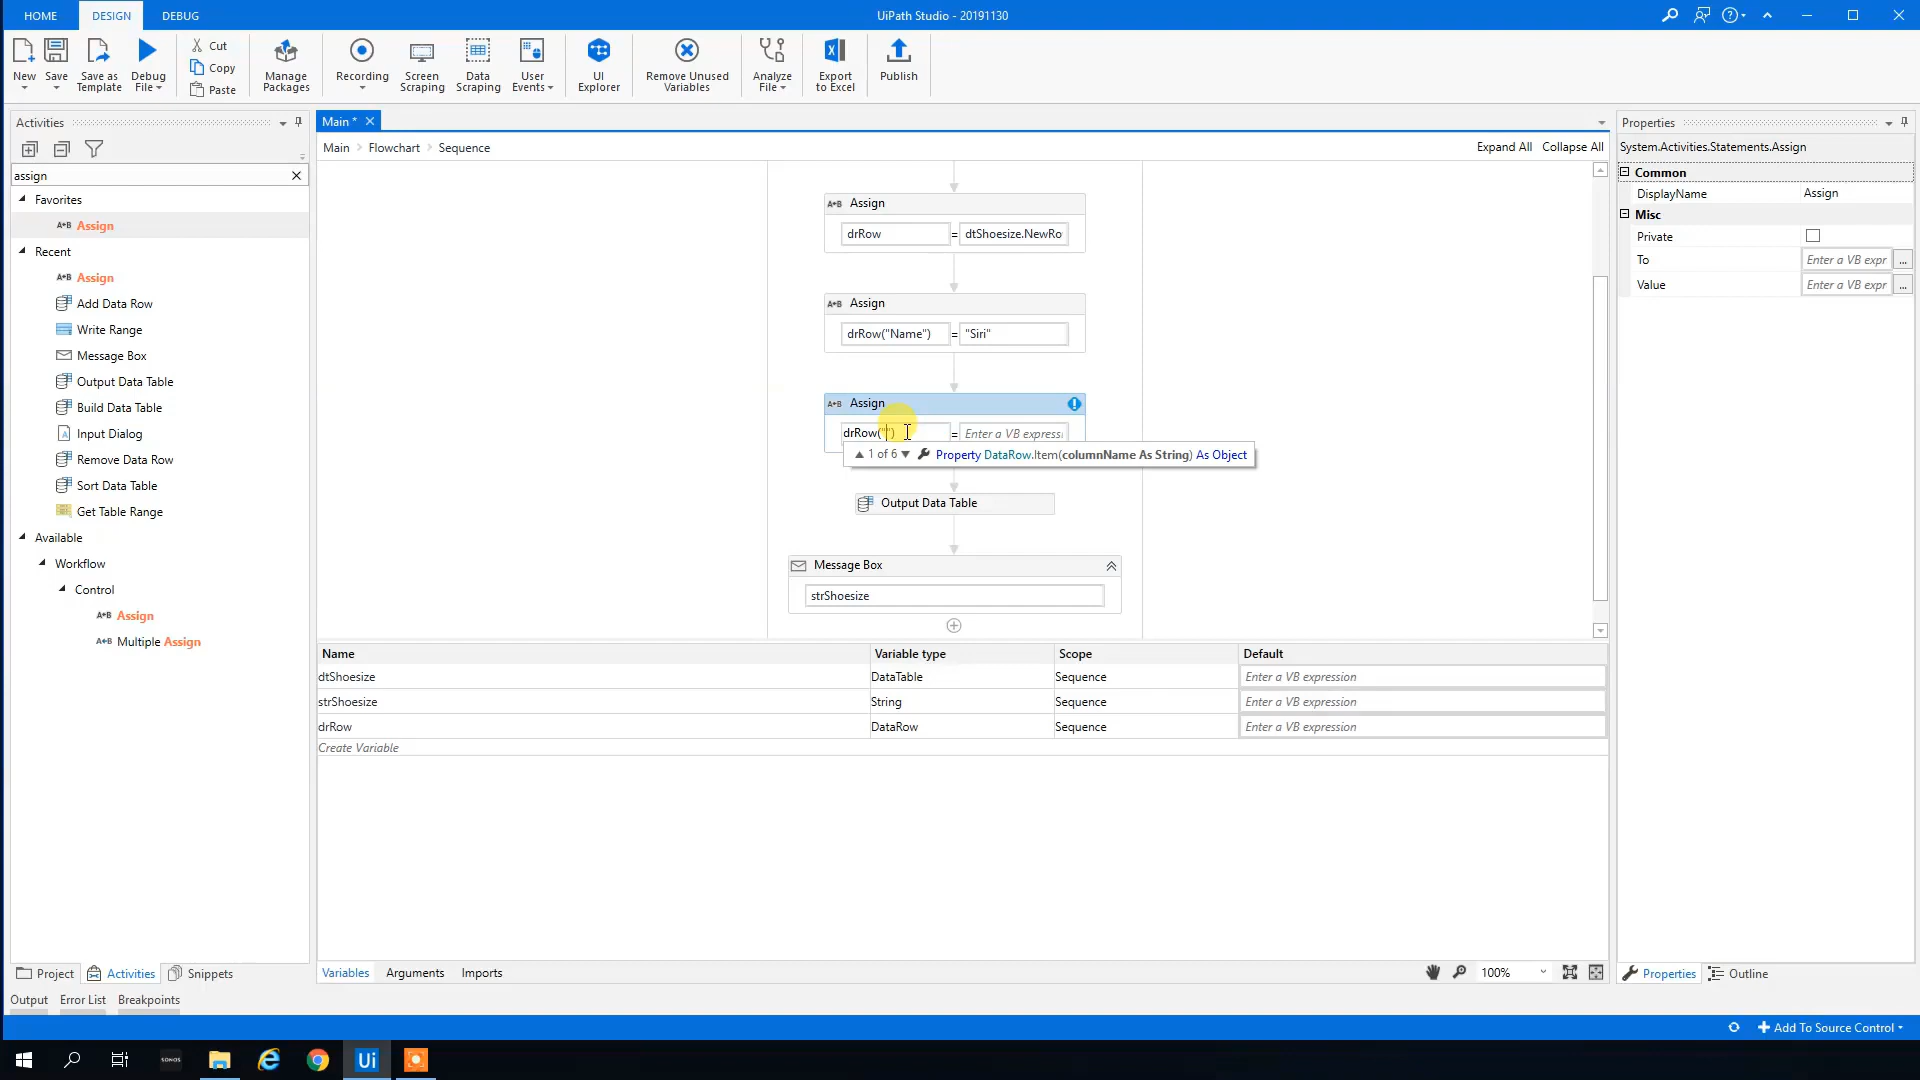 HOME
DESIGN
DEBUG
UiPath Studio - 20191130
New
Save
Save as
Template
Debug
File
Cut
Copy
Paste
Manage
Packages
Recording
Screen
Scraping
Data
Scraping
User
Events
UI
Explorer
Remove Unused
Variables
Analyze
File
Export
to Excel
Publish
Activities
assign
Favorites
Assign
Recent
Assign
Add Data Row
Write Range
Message Box
Output Data Table
Build Data Table
Input Dialog
Remove Data Row
Sort Data Table
Get Table Range
Available
Workflow
Control
Assign
Multiple Assign
Project
Activities
Snippets
Main *
Main > Flowchart > Sequence
Expand All
Collapse All
Assign
drRow = dtShoesize.NewRo
Assign
drRow("Name") = "Siri"
Assign
drRow("") = Enter a VB expressi
1 of 6 Property DataRow.Item(columnName As String) As Object
Output Data Table
Message Box
strShoesize
Name Variable type Scope Default
dtShoesize DataTable Sequence Enter a VB expression
strShoesize String Sequence Enter a VB expression
drRow DataRow Sequence Enter a VB expression
Create Variable
Variables
Arguments
Imports
100%
Properties
System.Activities.Statements.Assign
Common
DisplayName Assign
Misc
Private
To Enter a VB expr ...
Value Enter a VB expr ...
Properties
Outline
Output
Error List
Breakpoints
Add To Source Control
SONOS
Ui